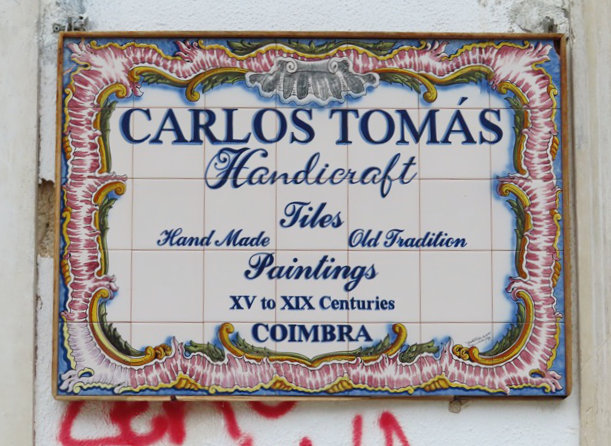 CARLOS TOMÁS
Handicraft
Tiles
Hand Made Old Tradition
Paintings
XV to XIX Centuries
COIMBRA